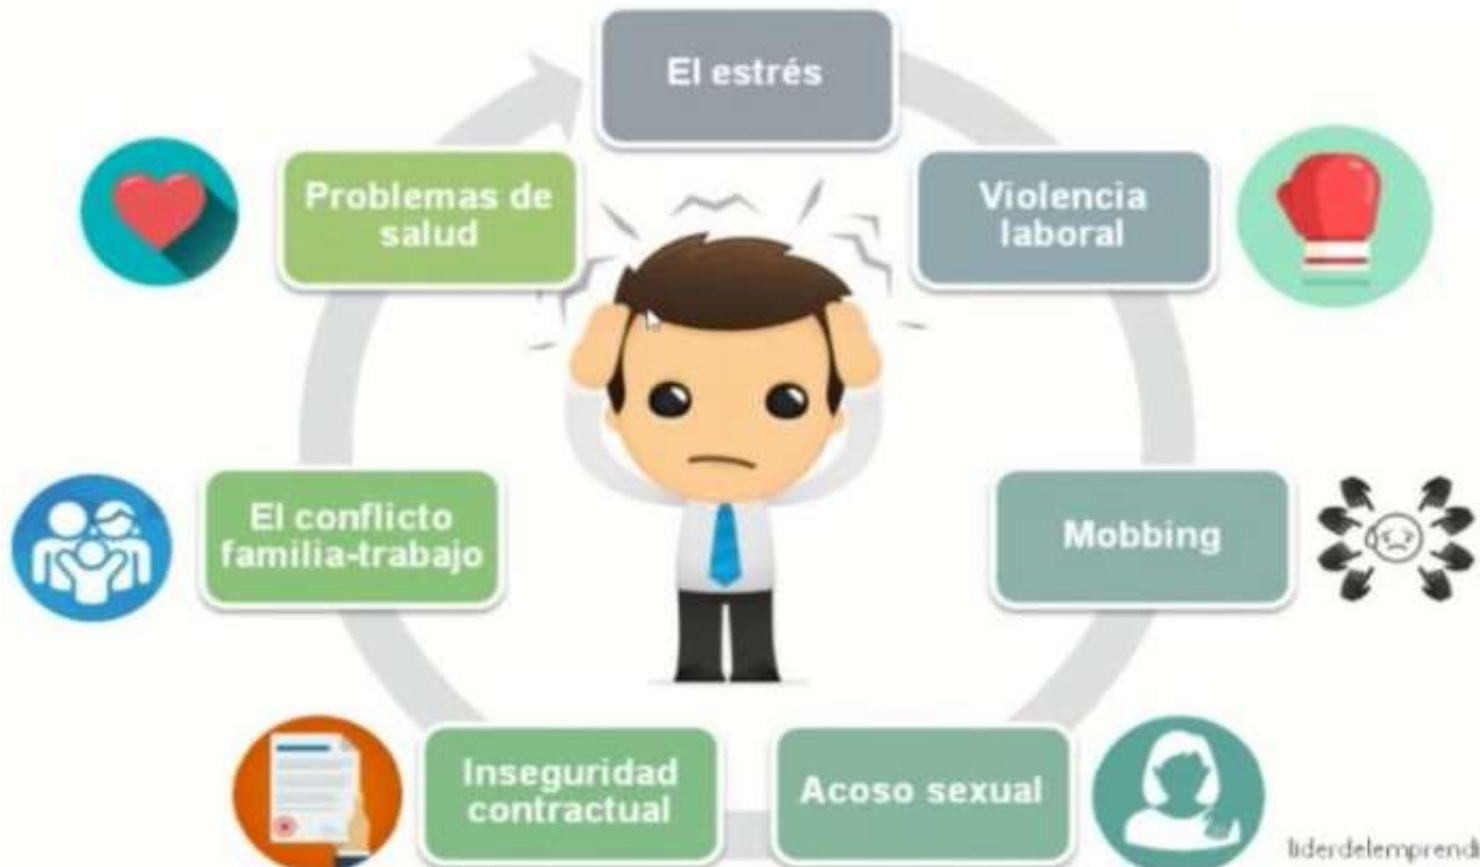 El estrés
Violencia
laboral
Mobbing
Acoso sexual
Inseguridad
contractual
El conflicto
familia-trabajo
Problemas de
salud
liderdelemprendi